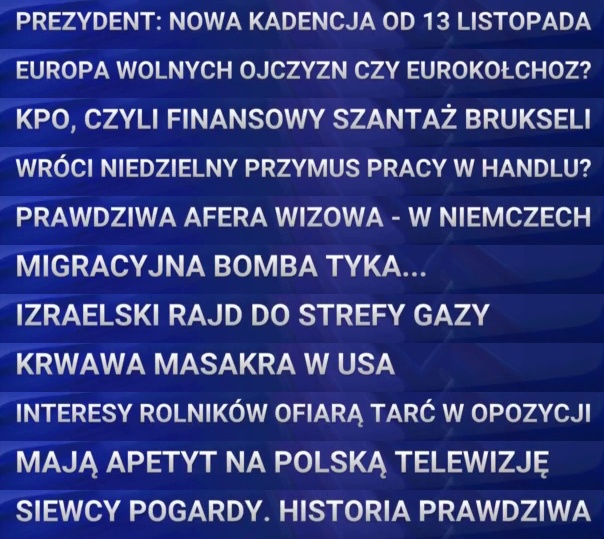 PREZYDENT: NOWA KADENCJA OD 13 LISTOPADA
EUROPA WOLNYCH OJCZYZN CZY EUROKOŁCHOZ?
KPO, CZYLI FINANSOWY SZANTAŻ BRUKSELI
WRÓCI NIEDZIELNY PRZYMUS PRACY W HANDLU?
PRAWDZIWA AFERA WIZOWA - W NIEMCZECH
MIGRACYJNA BOMBA TYKA...
IZRAELSKI RAJD DO STREFY GAZY
KRWAWA MASAKRA W USA
INTERESY ROLNIKÓW OFIARĄ TARĆ W OPOZYCJI
MAJĄ APETYT NA POLSKĄ TELEWIZJĘ
SIEWCY POGARDY. HISTORIA PRAWDZIWA